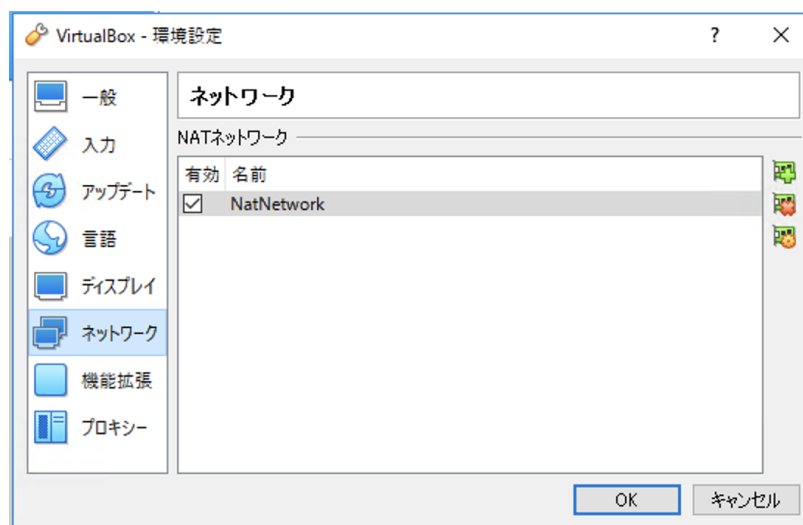 VirtualBox - 環境設定
?
一般
入力
アップデート
言語
ディスプレイ
ネットワーク
機能拡張
プロキシー
ネットワーク
NATネットワーク
有効 名前
NatNetwork
OK キャンセル